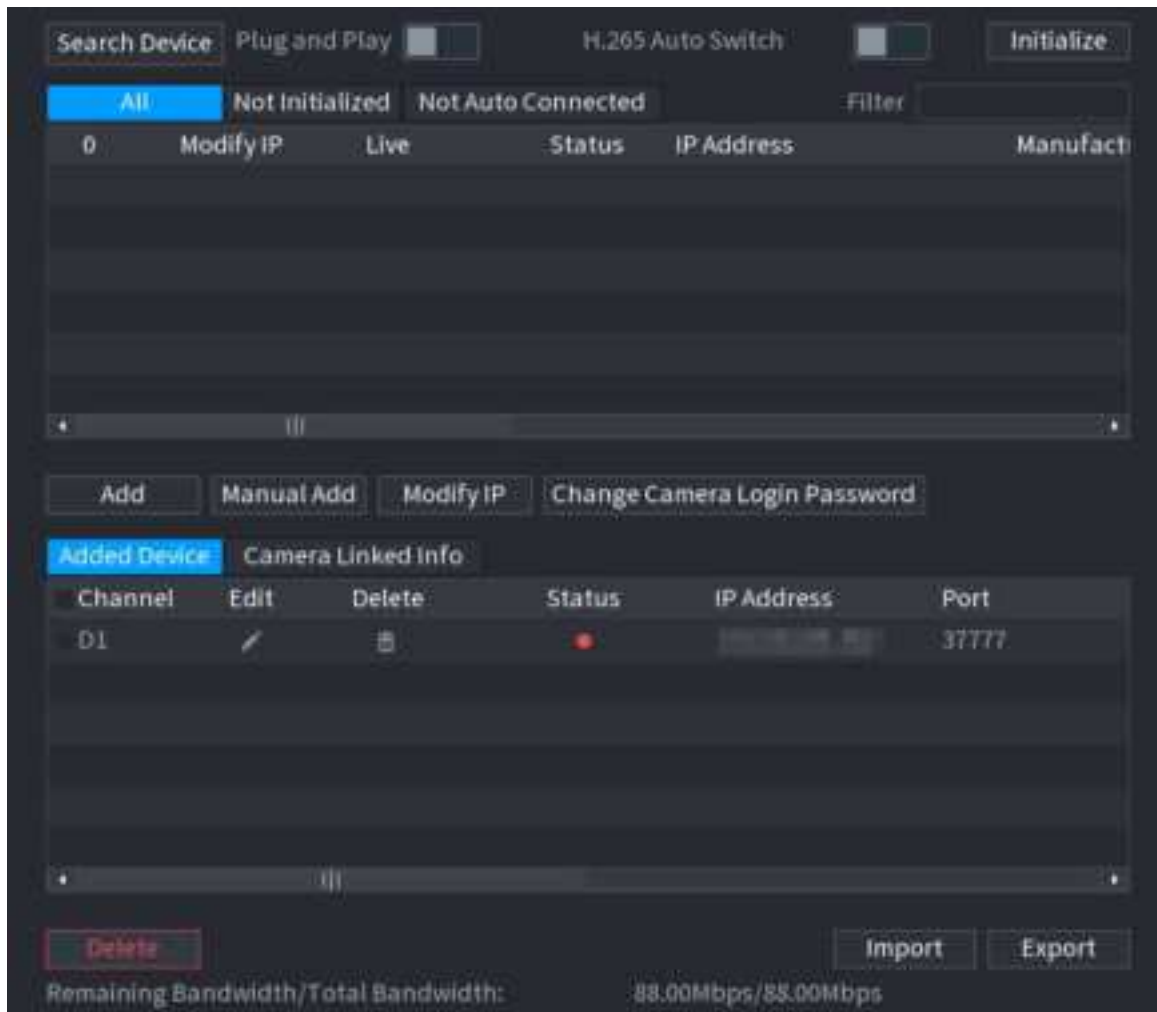 Search Device Plug and Play H.265 Auto Switch Initialize
All Not Initialized Not Auto Connected Filter
0 Modify IP Live Status IP Address Manufact
Add Manual Add Modify IP Change Camera Login Password
Added Device Camera Linked Info
Channel Edit Delete Status IP Address Port
D1 37777
Delete Import Export
Remaining Bandwidth/Total Bandwidth: 88.00Mbps/88.00Mbps